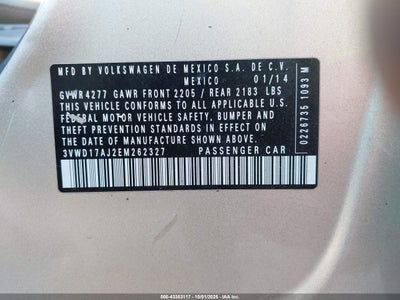 MFD BY VOLKSWAGEN DE MEXICO S.A. DE C.V.
MEXICO 01/14
GVWR 4277 GAWR FRONT 2205 / REAR 2183 LBS
THIS VEHICLE CONFORMS TO ALL APPLICABLE U.S.
FEDERAL MOTOR VEHICLE SAFETY, BUMPER AND
THEFT PREVENTION STANDARDS IN EFFECT ON THE
DATE OF MANUFACTURE SHOWN ABOVE.
3VWD17AJ2EM262327 PASSENGER CAR
0226735 1093 M
000-43353117 - 10/01/2025 - IAAI.COM